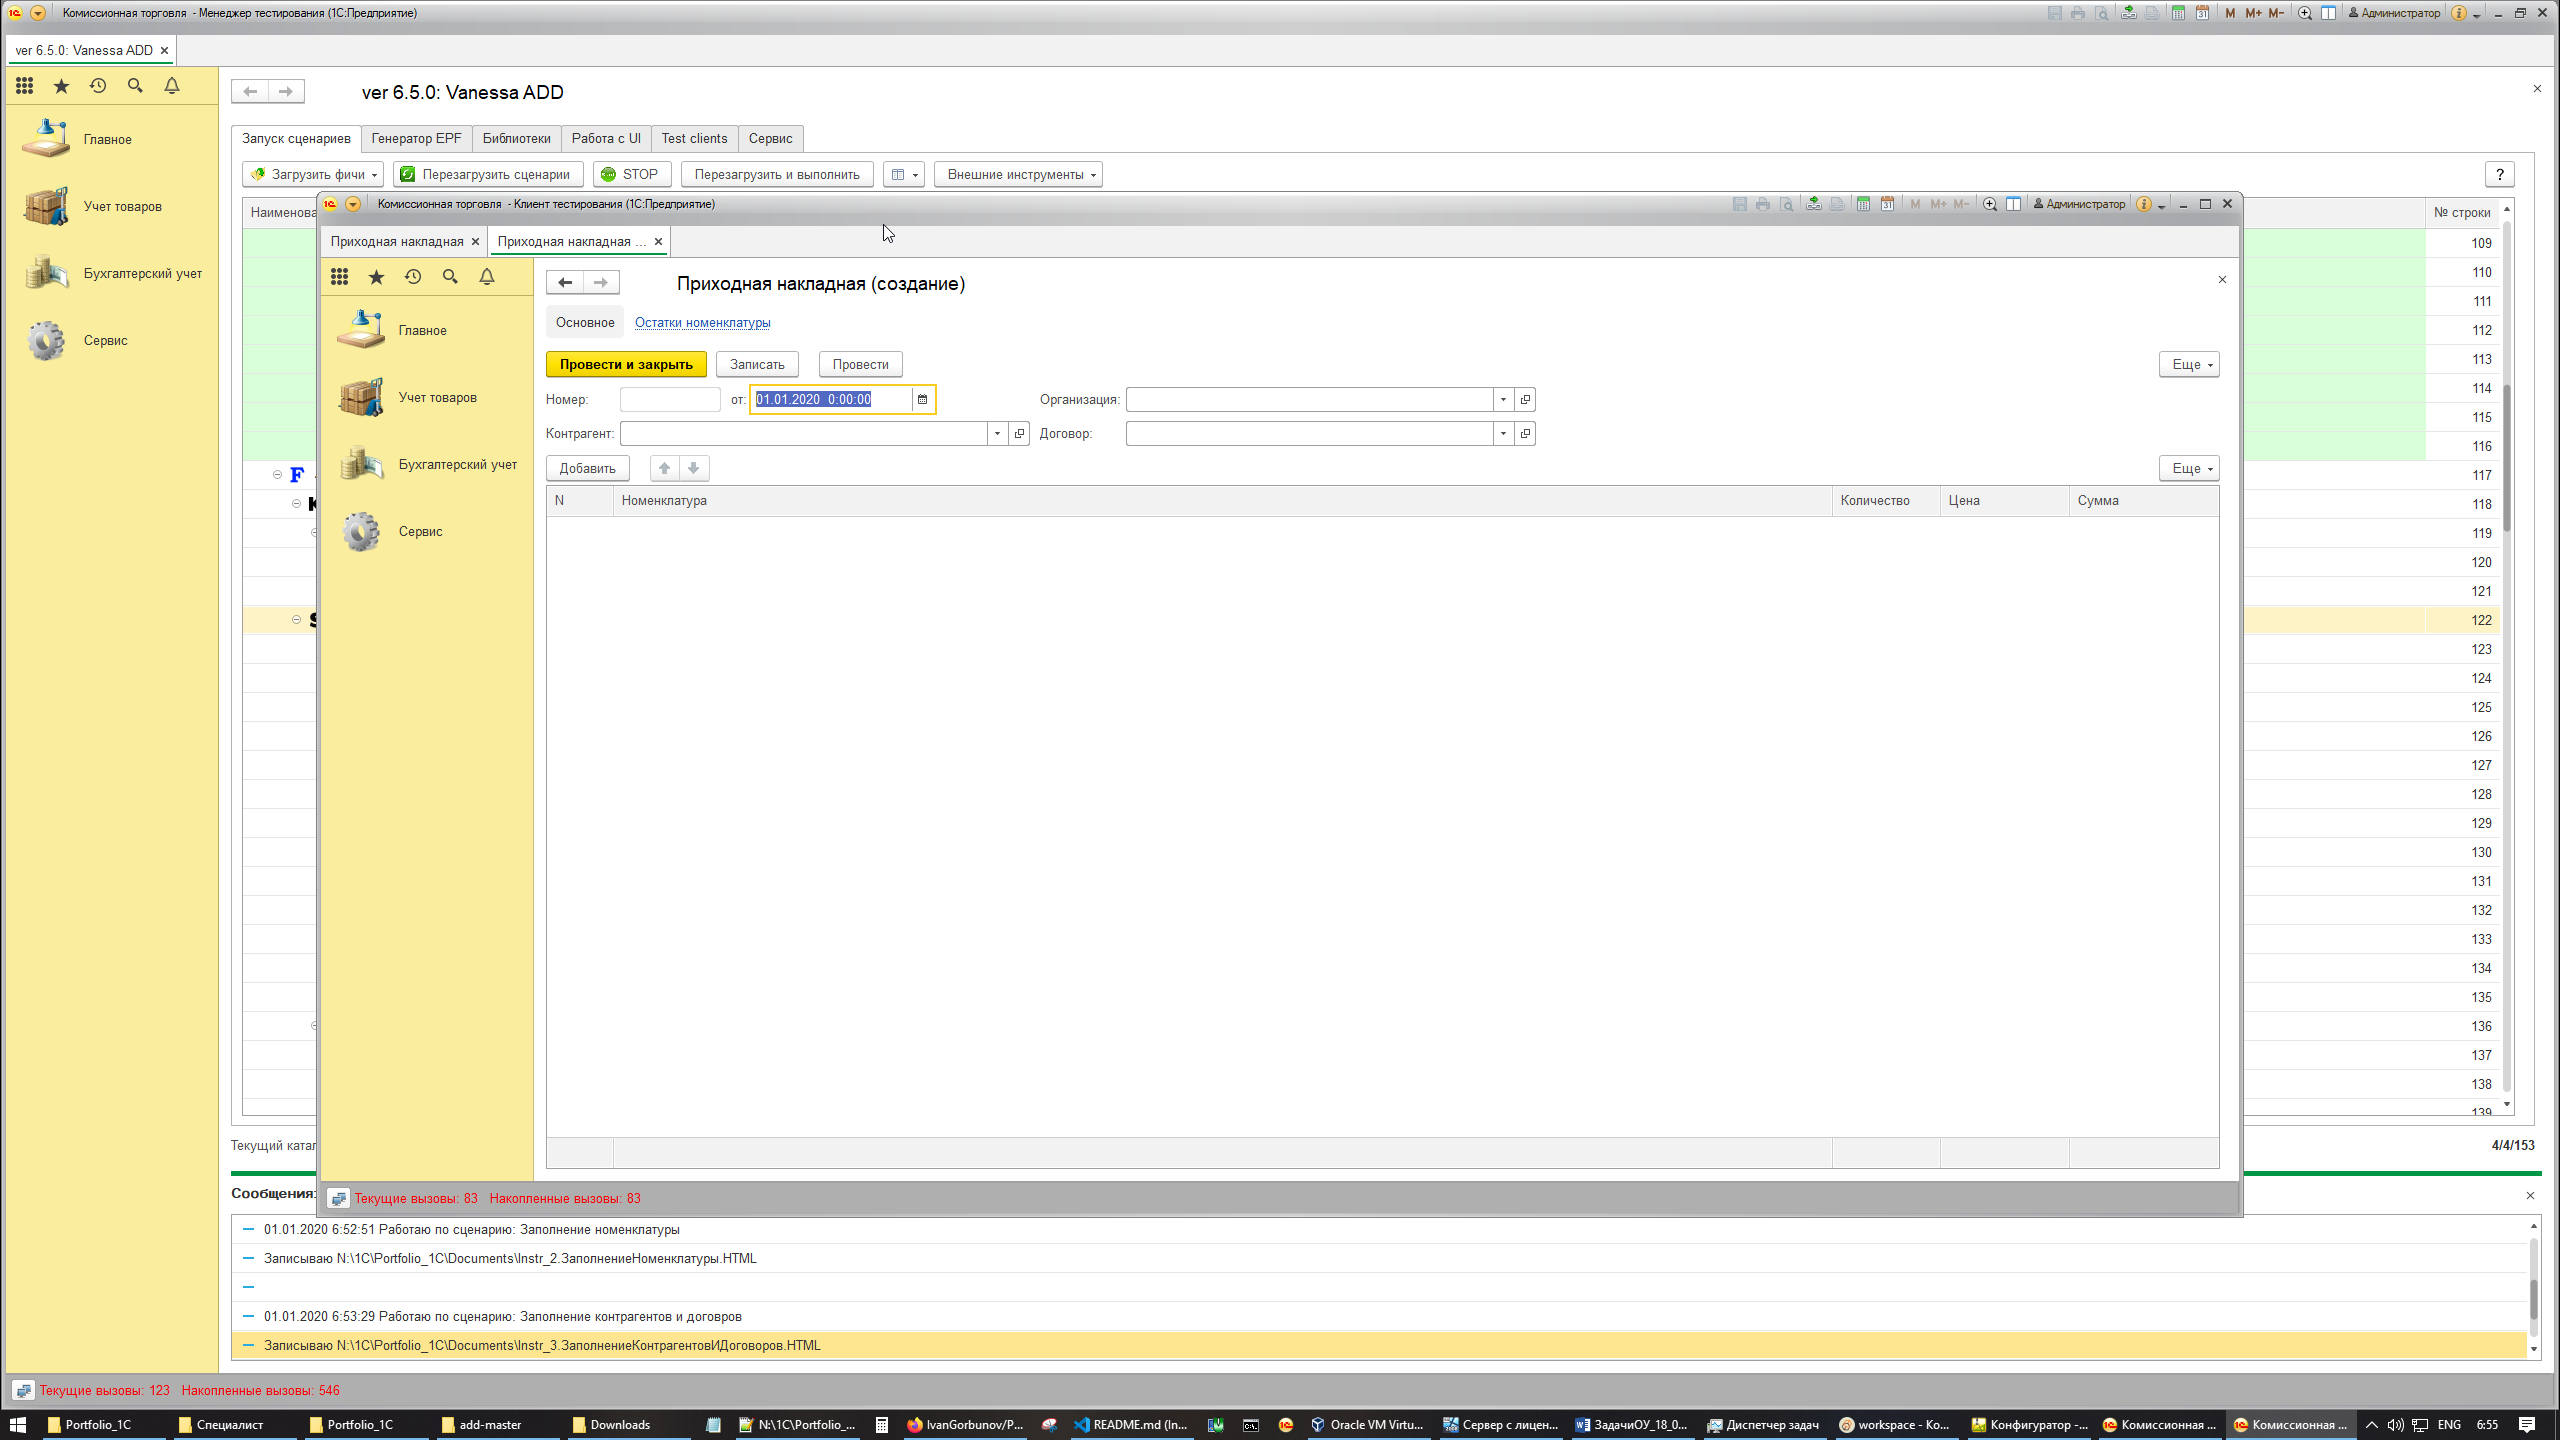 Комиссионная торговля - Менеджер тестирования (1С:Предприятие)
M M+ M- Администратор
ver 6.5.0: Vanessa ADD
ver 6.5.0: Vanessa ADD
Главное
Учет товаров
Бухгалтерский учет
Сервис
Запуск сценариев Генератор EPF Библиотеки Работа с UI Test clients Сервис
Загрузить фичи Перезагрузить сценарии STOP Перезагрузить и выполнить Внешние инструменты ?
№ строки
109
110
111
112
113
114
115
116
F 117
118
119
120
121
122
123
124
125
126
127
128
129
130
131
132
133
134
135
136
137
138
139
Комиссионная торговля - Клиент тестирования (1С:Предприятие)
M M+ M- Администратор
Приходная накладная Приходная накладная ...
Главное
Учет товаров
Бухгалтерский учет
Сервис
Приходная накладная (создание)
Основное Остатки номенклатуры
Провести и закрыть Записать Провести Еще
Номер: от: 01.01.2020 0:00:00 Организация:
Контрагент: Договор:
Добавить Еще
N Номенклатура Количество Цена Сумма
Текущие вызовы: 83 Накопленные вызовы: 83
4/4/153
Сообщения:
01.01.2020 6:52:51 Работаю по сценарию: Заполнение номенклатуры
Записываю N:\1C\Portfolio_1C\Documents\Instr_2.ЗаполнениеНоменклатуры.HTML
01.01.2020 6:53:29 Работаю по сценарию: Заполнение контрагентов и договров
Записываю N:\1C\Portfolio_1C\Documents\Instr_3.ЗаполнениеКонтрагентовИДоговоров.HTML
Текущие вызовы: 123 Накопленные вызовы: 546
Portfolio_1C Специалист Portfolio_1C add-master Downloads N:\1C\Portfolio_... IvanGorbunov/P... README.md (In... Oracle VM Virtu... Сервер с лицен... ЗадачиОУ_18_0... Диспетчер задач workspace - Ко... Конфигуратор -... Комиссионная ... Комиссионная ... ENG 6:55